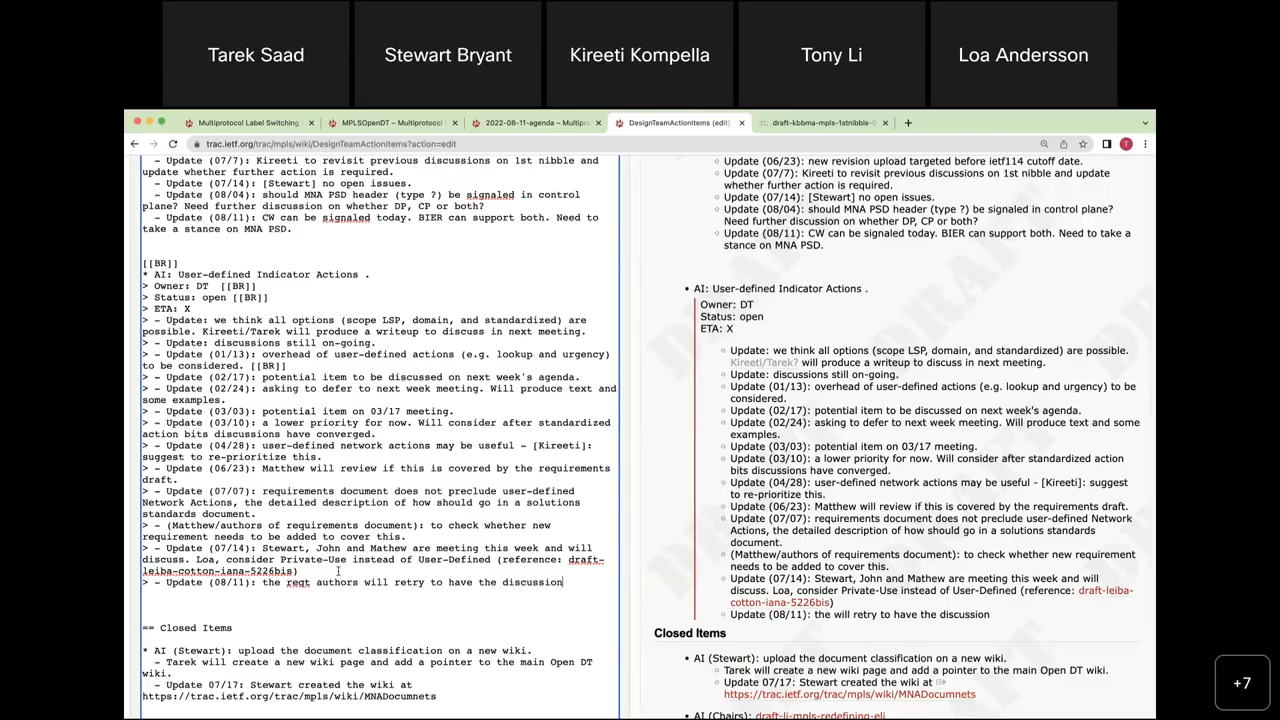 Tarek Saad
Stewart Bryant
Kireeti Kompella
Tony Li
Loa Andersson
Multiprotocol Label Switching
MPLSOpenDT – Multiprotocol
2022-08-11-agenda – Multipr
DesignTeamActionItems (edit)
draft-kbbma-mpls-1stnibble-
trac.ietf.org/trac/mpls/wiki/DesignTeamActionItems?action=edit
- Update (07/7): Kireeti to revisit previous discussions on 1st nibble and
update whether further action is required.
- Update (07/14): [Stewart] no open issues.
- Update (08/04): should MNA PSD header (type ?) be signaled in control
plane? Need further discussion on whether DP, CP or both?
- Update (08/11): CW can be signaled today. BIER can support both. Need to
take a stance on MNA PSD.
[[BR]]
* AI: User-defined Indicator Actions .
> Owner: DT [[BR]]
> Status: open [[BR]]
> ETA: X
> - Update: we think all options (scope LSP, domain, and standardized) are
possible. Kireeti/Tarek will produce a writeup to discuss in next meeting.
> - Update: discussions still on-going.
> - Update (01/13): overhead of user-defined actions (e.g. lookup and urgency)
to be considered. [[BR]]
> - Update (02/17): potential item to be discussed on next week's agenda.
> - Update (02/24): asking to defer to next week meeting. Will produce text and
some examples.
> - Update (03/03): potential item on 03/17 meeting.
> - Update (03/10): a lower priority for now. Will consider after standardized
action bits discussions have converged.
> - Update (04/28): user-defined network actions may be useful - [Kireeti]:
suggest to re-prioritize this.
> - Update (06/23): Matthew will review if this is covered by the requirements
draft.
> - Update (07/07): requirements document does not preclude user-defined
Network Actions, the detailed description of how should go in a solutions
standards document.
> - (Matthew/authors of requirements document): to check whether new
requirement needs to be added to cover this.
> - Update (07/14): Stewart, John and Mathew are meeting this week and will
discuss. Loa, consider Private-Use instead of User-Defined (reference: draft-
leiba-cotton-iana-5226bis)
> - Update (08/11): the reqt authors will retry to have the discussion
== Closed Items
* AI (Stewart): upload the document classification on a new wiki.
- Tarek will create a new wiki page and add a pointer to the main Open DT
wiki.
- Update 07/17: Stewart created the wiki at
https://trac.ietf.org/trac/mpls/wiki/MNADocumnets
Update (06/23): new revision upload targeted before ietf114 cutoff date.
Update (07/7): Kireeti to revisit previous discussions on 1st nibble and
update whether further action is required.
Update (07/14): [Stewart] no open issues.
Update (08/04): should MNA PSD header (type ?) be signaled in control plane?
Need further discussion on whether DP, CP or both?
Update (08/11): CW can be signaled today. BIER can support both. Need to take a
stance on MNA PSD.
AI: User-defined Indicator Actions .
Owner: DT
Status: open
ETA: X
Update: we think all options (scope LSP, domain, and standardized) are possible.
Kireeti/Tarek? will produce a writeup to discuss in next meeting.
Update: discussions still on-going.
Update (01/13): overhead of user-defined actions (e.g. lookup and urgency) to be
considered.
Update (02/17): potential item to be discussed on next week's agenda.
Update (02/24): asking to defer to next week meeting. Will produce text and some
examples.
Update (03/03): potential item on 03/17 meeting.
Update (03/10): a lower priority for now. Will consider after standardized action
bits discussions have converged.
Update (04/28): user-defined network actions may be useful - [Kireeti]: suggest
to re-prioritize this.
Update (06/23): Matthew will review if this is covered by the requirements draft.
Update (07/07): requirements document does not preclude user-defined Network
Actions, the detailed description of how should go in a solutions standards
document.
(Matthew/authors of requirements document): to check whether new requirement
needs to be added to cover this.
Update (07/14): Stewart, John and Mathew are meeting this week and will
discuss. Loa, consider Private-Use instead of User-Defined (reference: draft-leiba-
cotton-iana-5226bis)
Update (08/11): the will retry to have the discussion
Closed Items
AI (Stewart): upload the document classification on a new wiki.
Tarek will create a new wiki page and add a pointer to the main Open DT wiki.
Update 07/17: Stewart created the wiki at
https://trac.ietf.org/trac/mpls/wiki/MNADocumnets
AI (Chairs): draft-li-mpls-redefining-eli
T
+7
DRAFT